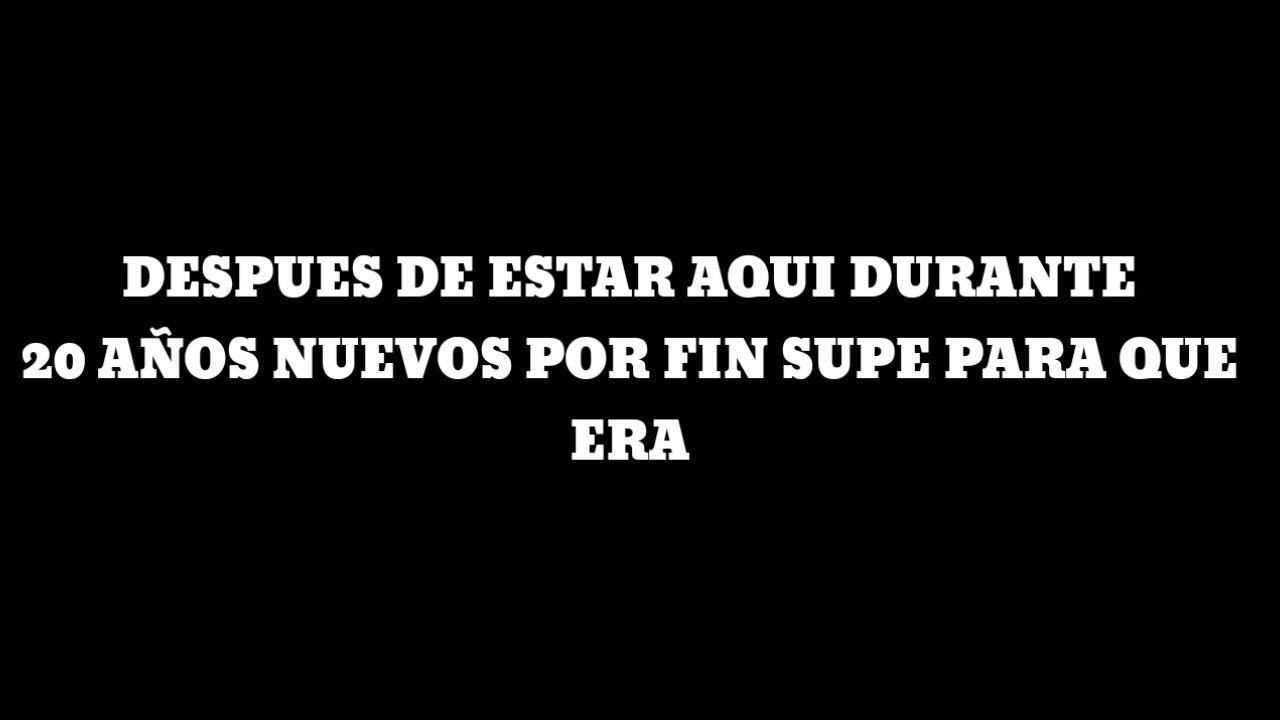 DESPUES DE ESTAR AQUI DURANTE
20 AÑOS NUEVOS POR FIN SUPE PARA QUE
ERA